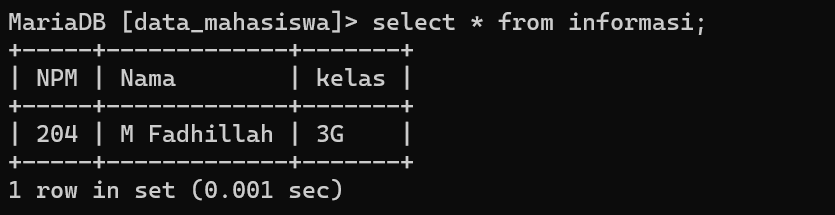 MariaDB [data_mahasiswa]> select * from informasi;
+-----+-------------+-------+
| NPM | Nama        | kelas |
+-----+-------------+-------+
| 204 | M Fadhillah | 3G    |
+-----+-------------+-------+
1 row in set (0.001 sec)